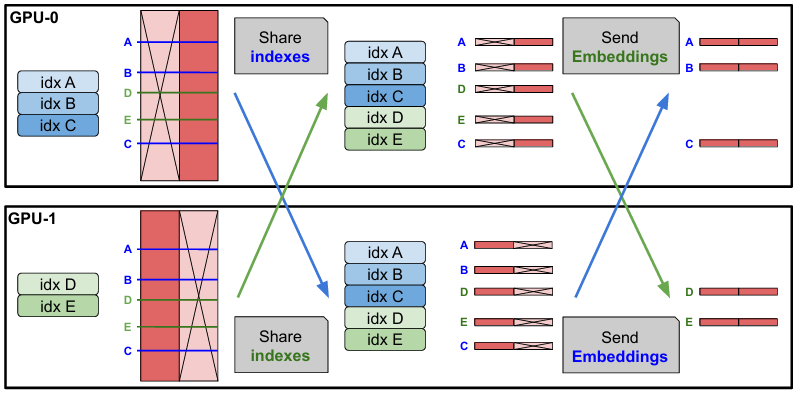 GPU-0
idx A
idx B
idx C
A
B
D
E
C
Share
indexes
idx A
idx B
idx C
idx D
idx E
A
B
D
E
C
Send
Embeddings
A
B
C
GPU-1
idx D
idx E
A
B
D
E
C
Share
indexes
idx A
idx B
idx C
idx D
idx E
A
B
D
E
C
Send
Embeddings
D
E